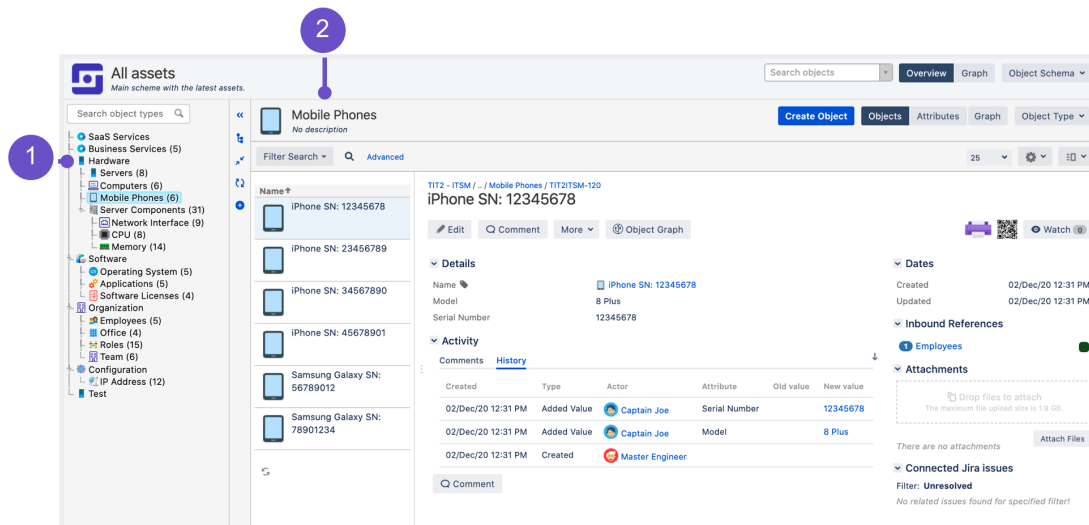 2
All assets
Main scheme with the latest assets.
Search objects
Overview
Graph
Object Schema
Search object types
SaaS Services
Business Services (5)
1
Hardware
Servers (8)
Computers (6)
Mobile Phones (6)
Server Components (31)
Network Interface (9)
CPU (8)
Memory (14)
Software
Operating System (5)
Applications (5)
Software Licenses (4)
Organization
Employees (5)
Office (4)
Roles (15)
Team (6)
Configuration
IP Address (12)
Test
Mobile Phones
No description
Create Object
Objects
Attributes
Graph
Object Type
Filter Search
Advanced
25
Name
iPhone SN: 12345678
iPhone SN: 23456789
iPhone SN: 34567890
iPhone SN: 45678901
Samsung Galaxy SN:
56789012
Samsung Galaxy SN:
78901234
TIT2 - ITSM / .. / Mobile Phones / TIT2ITSM-120
iPhone SN: 12345678
Edit
Comment
More
Object Graph
Watch 0
Details
Name iPhone SN: 12345678
Model 8 Plus
Serial Number 12345678
Activity
Comments History
Created Type Actor Attribute Old value New value
02/Dec/20 12:31 PM Added Value Captain Joe Serial Number 12345678
02/Dec/20 12:31 PM Added Value Captain Joe Model 8 Plus
02/Dec/20 12:31 PM Created Master Engineer
Comment
Dates
Created 02/Dec/20 12:31 PM
Updated 02/Dec/20 12:31 PM
Inbound References
1 Employees
Attachments
Drop files to attach
The maximum file upload size is 1.9 GB.
There are no attachments
Attach Files
Connected Jira issues
Filter: Unresolved
No related issues found for specified filter!